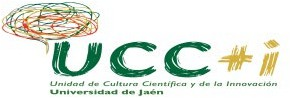 UCC+i
Unidad de Cultura Científica y de la Innovación
Universidad de Jaén